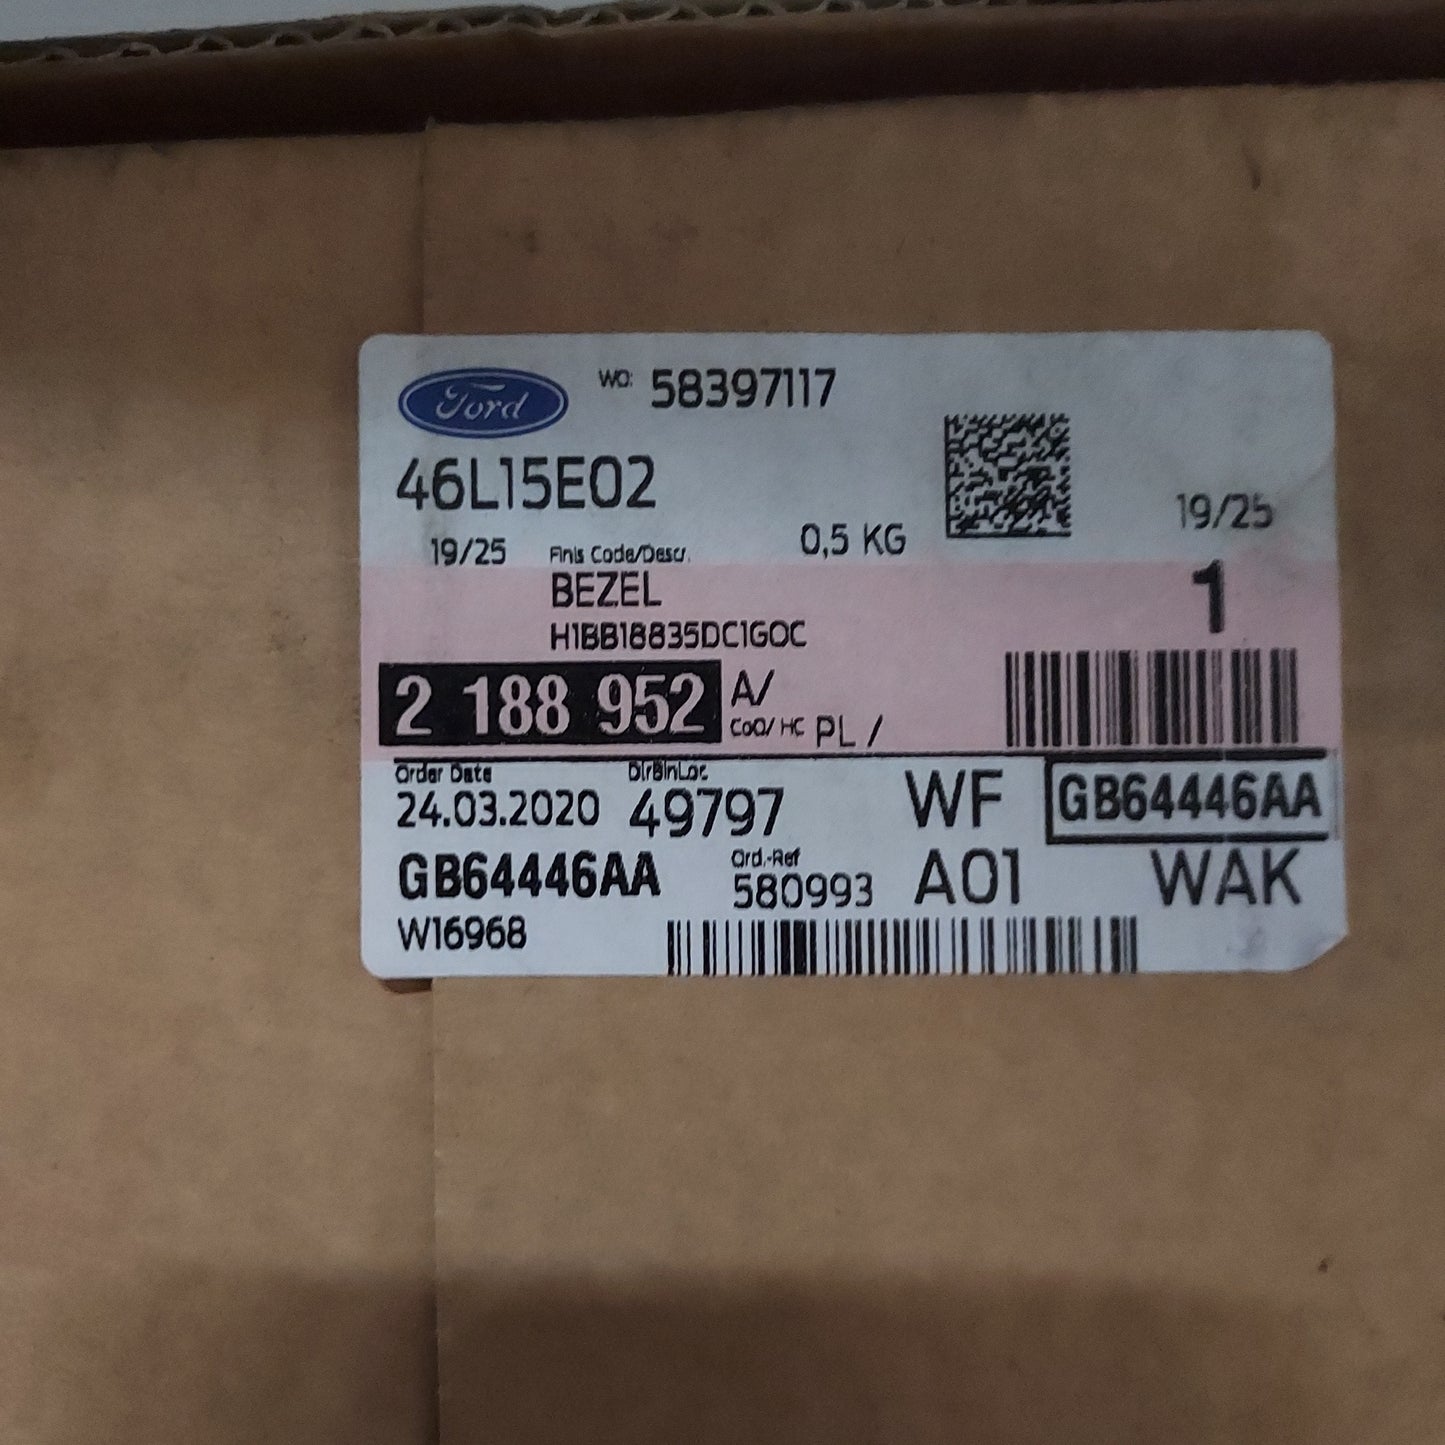 Ford WO: 58397117
46L15E02
19/25
19/25 Finis Code/Descr. 0,5 KG
BEZEL 1
H1BB18835DC1GOC
2 188 952 A/
CoO/ HC PL /
Order Date DlrBinLoc
24.03.2020 49797 WF GB64446AA
GB64446AA Ord.-Ref 580993 A01 WAK
W16968